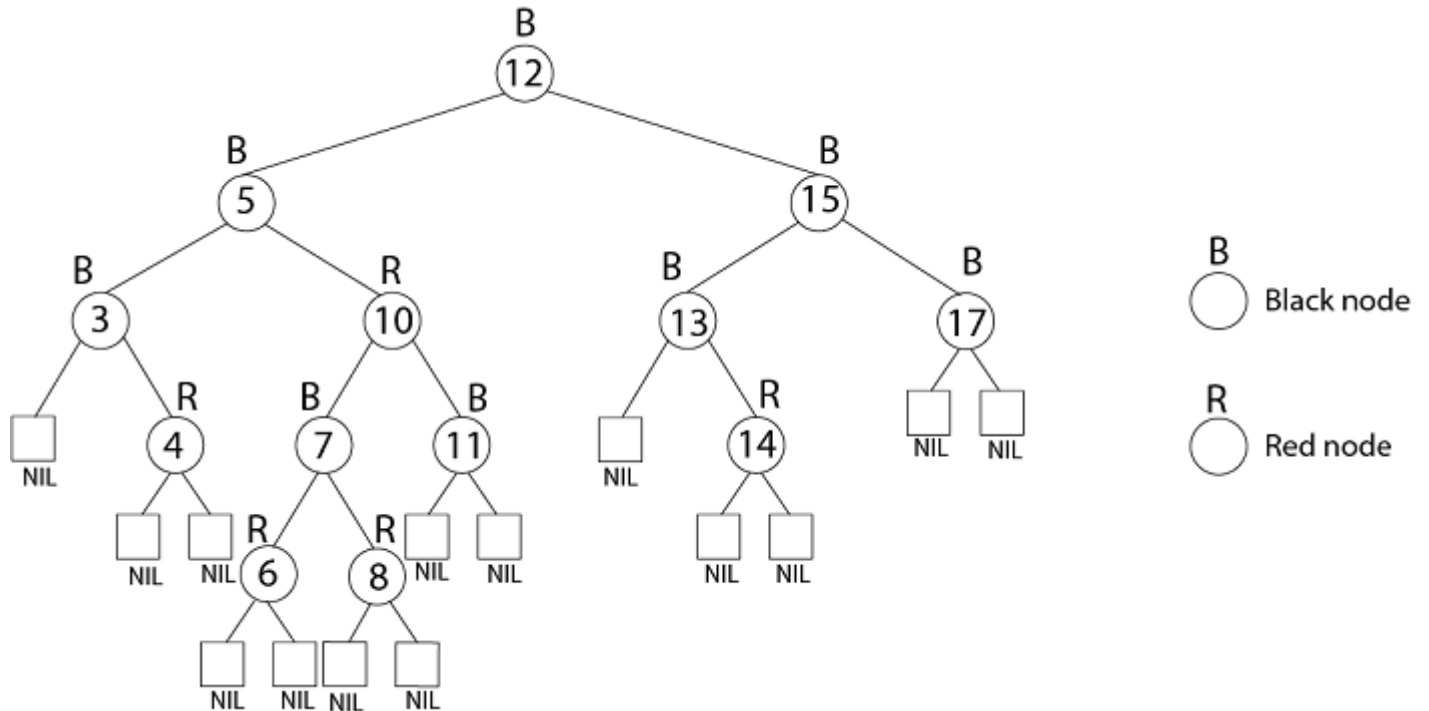 B
12
B B
5 15
B R B B
3 10 13 17
B
Black node
R B B R R
4 7 11 14
Red node
NIL NIL NIL NIL
R R
6 8
NIL NIL NIL NIL NIL NIL
NIL NIL NIL NIL